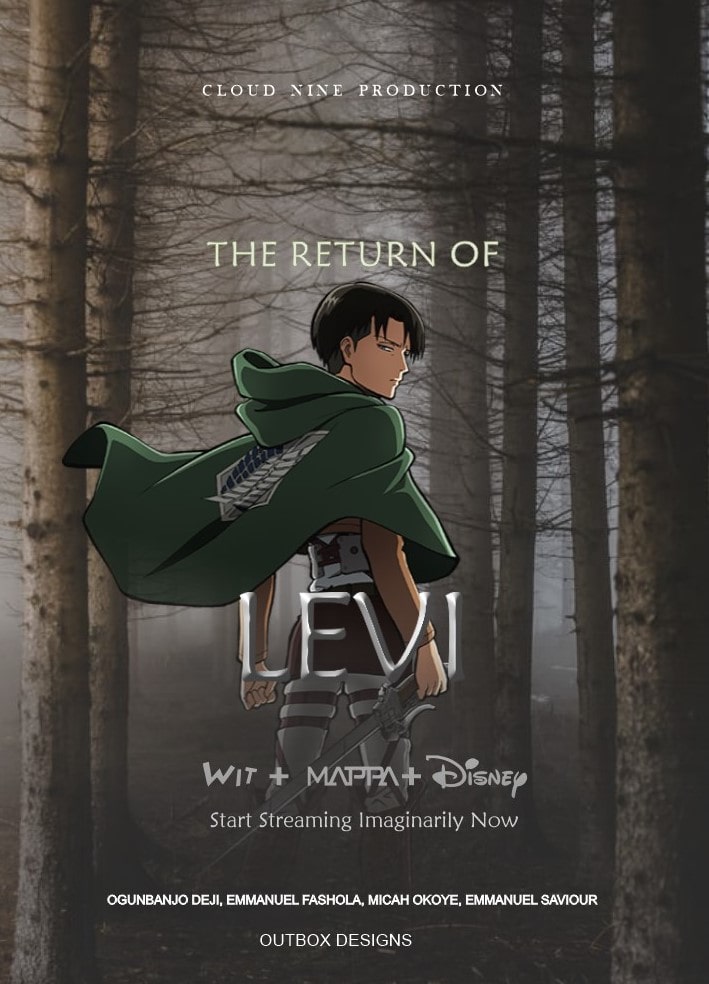 CLOUD NINE PRODUCTION
THE RETURN OF
LEVI
WIT + MAPPA + DISNEY
Start Streaming Imaginarily Now
OGUNBANJO DEJI, EMMANUEL FASHOLA, MICAH OKOYE, EMMANUEL SAVIOUR
OUTBOX DESIGNS